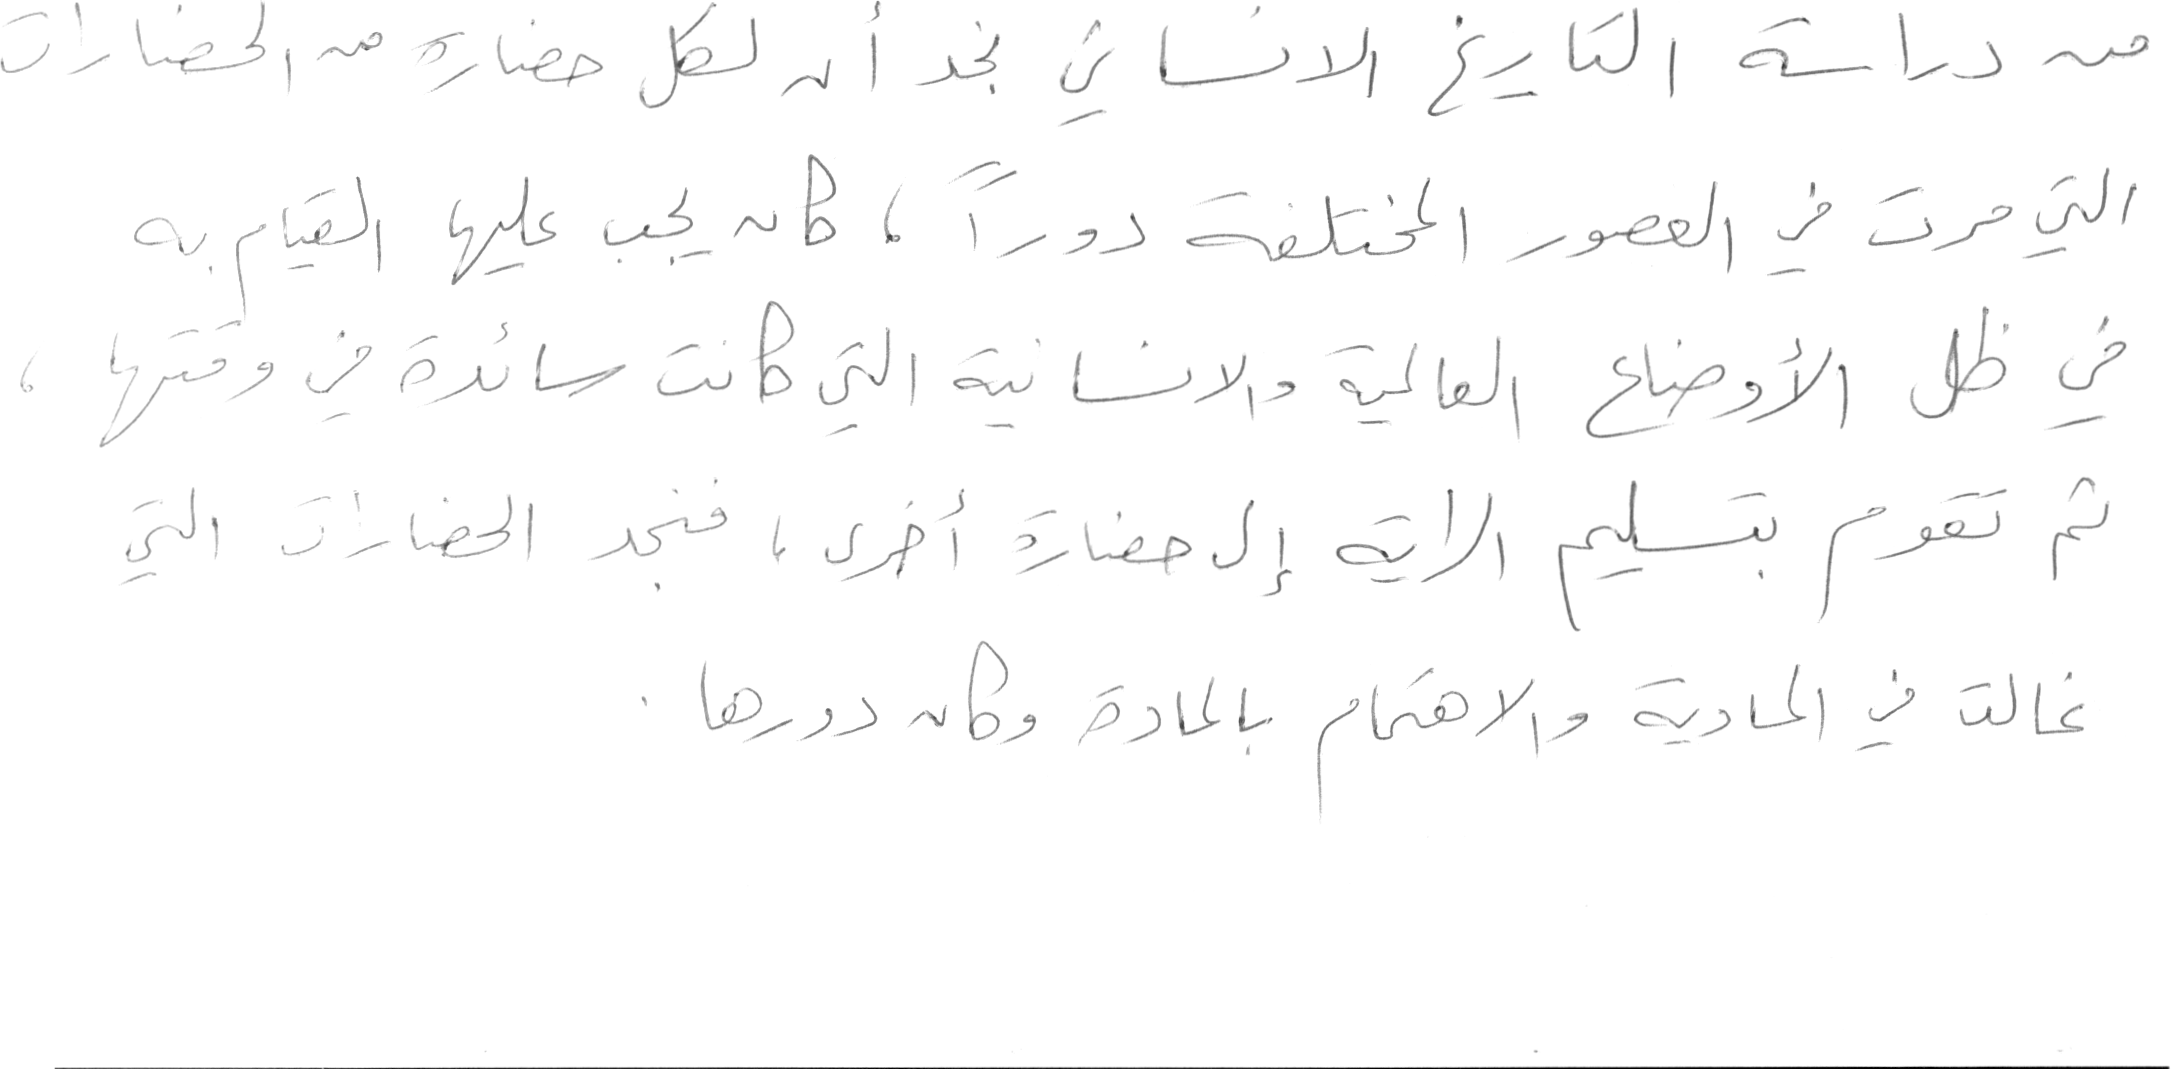 من دراسة التاريخ الانساني نجد أن لكل حضارة من الحضارات
التي مرت في العصور المختلفة دوراً ، كان يجب عليها القيام به
في ظل الأوضاع العالمية والانسانية التي كانت سائدة في وقتها ،
ثم تقوم بتسليم الراية إلى حضارة أخرى ، فنجد الحضارات التي
غالت في المادية والاهتمام بالمادة وكان دورها .